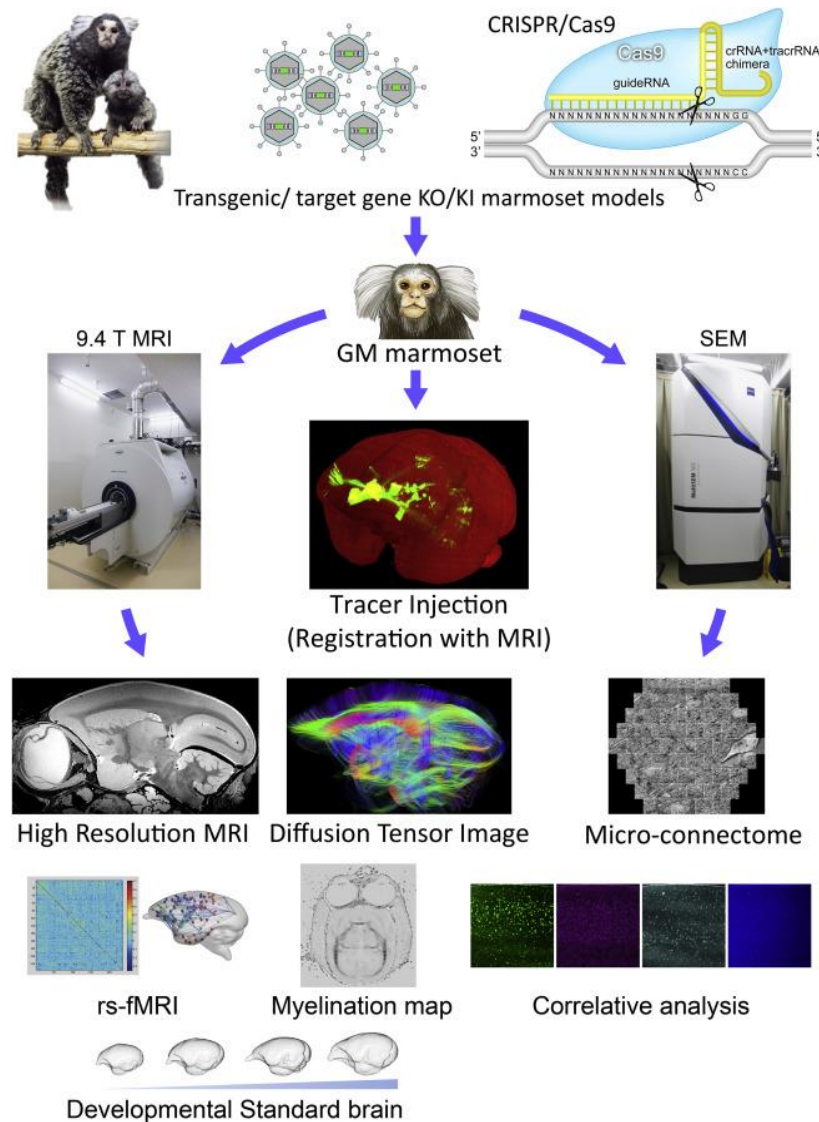 CRISPR/Cas9
Cas9
crRNA+tracrRNA
chimera
guideRNA
NNNNNNNNNNNNNNNNNNNNGG
5'
5'
3'
3'
NNNNNNNNNNNNNNNNNNNNCC
Transgenic/ target gene KO/KI marmoset models
GM marmoset
9.4 T MRI
SEM
Tracer Injection
(Registration with MRI)
High Resolution MRI
Diffusion Tensor Image
Micro-connectome
rs-fMRI
Myelination map
Correlative analysis
Developmental Standard brain